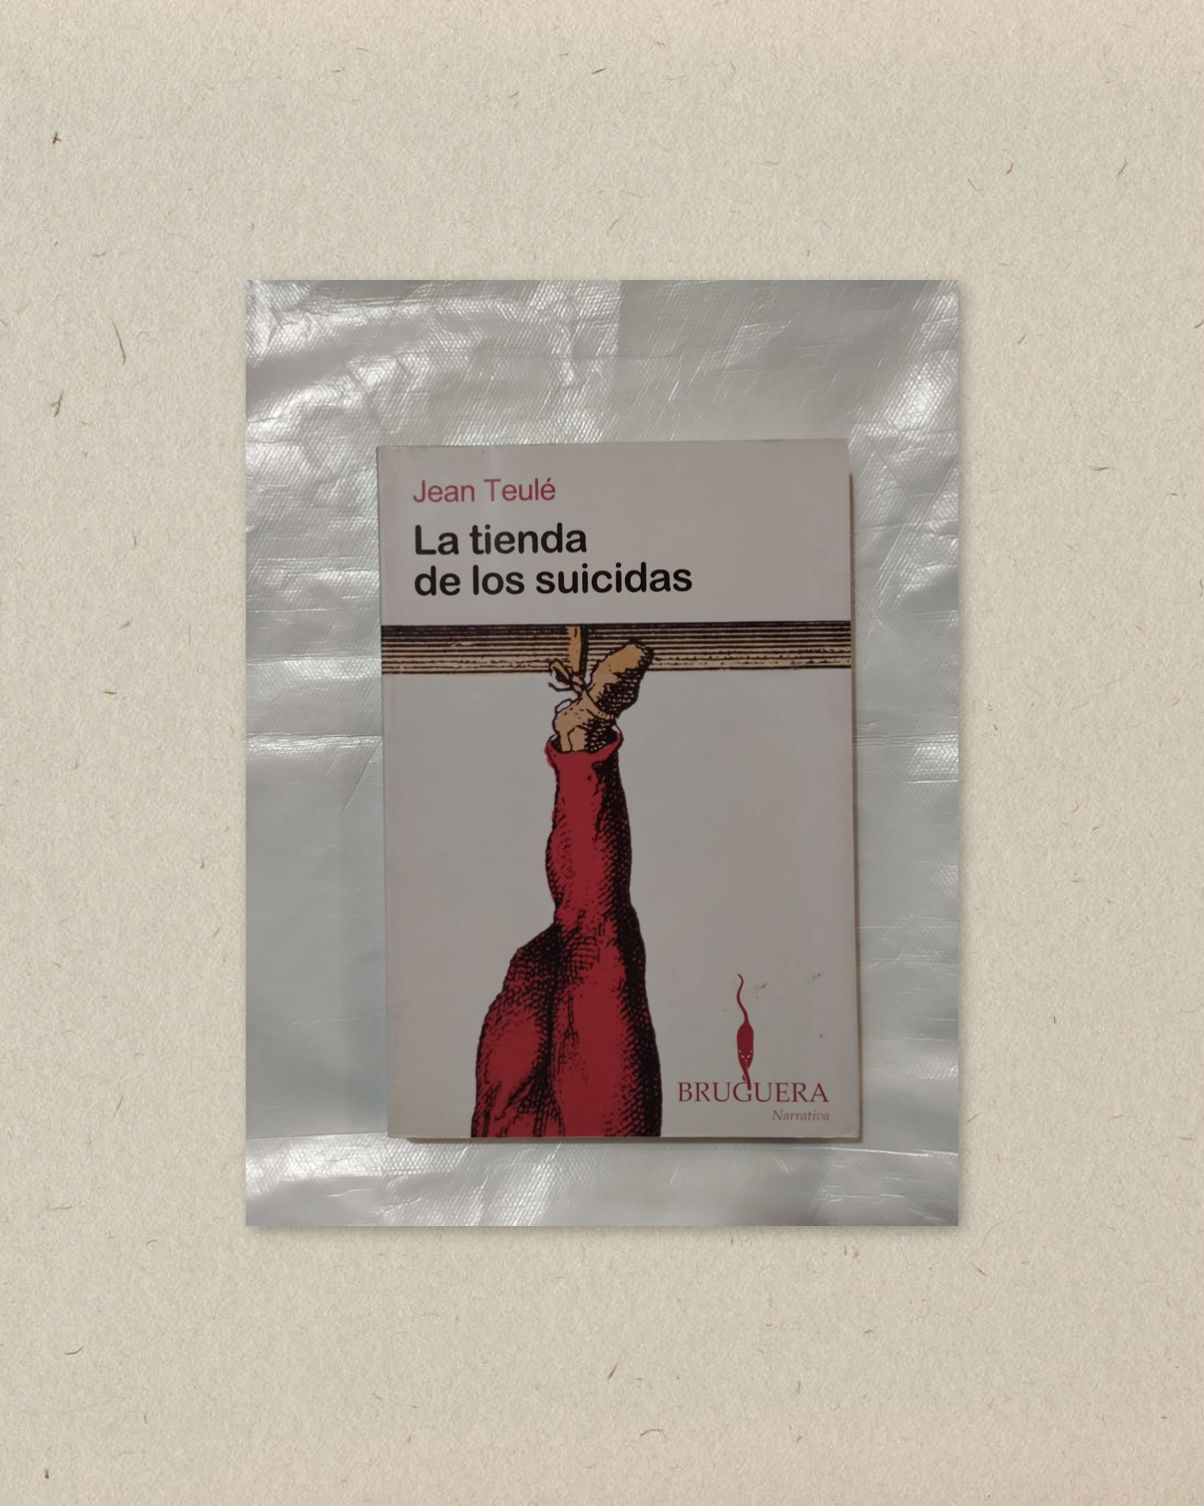 Jean Teulé
La tienda
de los suicidas
BRUGUERA
Narrativa